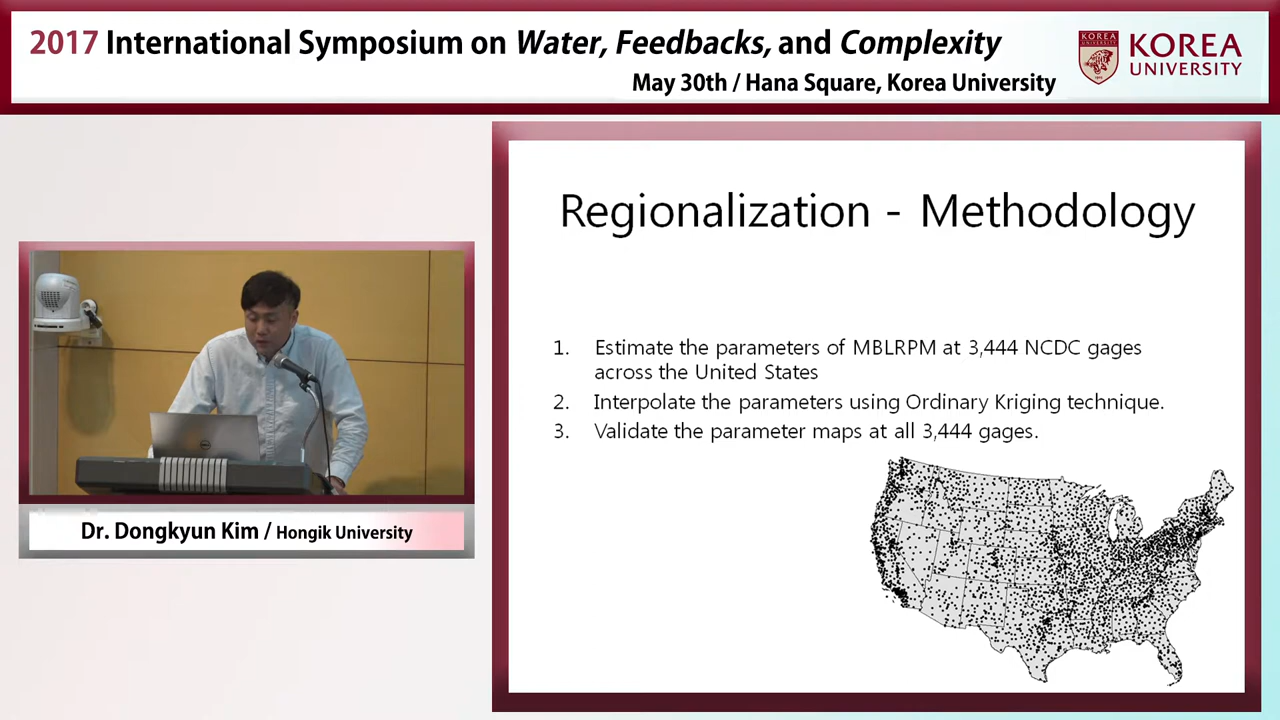 2017 International Symposium on Water, Feedbacks, and Complexity
May 30th / Hana Square, Korea University
KOREA
UNIVERSITY
Regionalization - Methodology
1. Estimate the parameters of MBLRPM at 3,444 NCDC gages
across the United States
2. Interpolate the parameters using Ordinary Kriging technique.
3. Validate the parameter maps at all 3,444 gages.
Dr. Dongkyun Kim / Hongik University